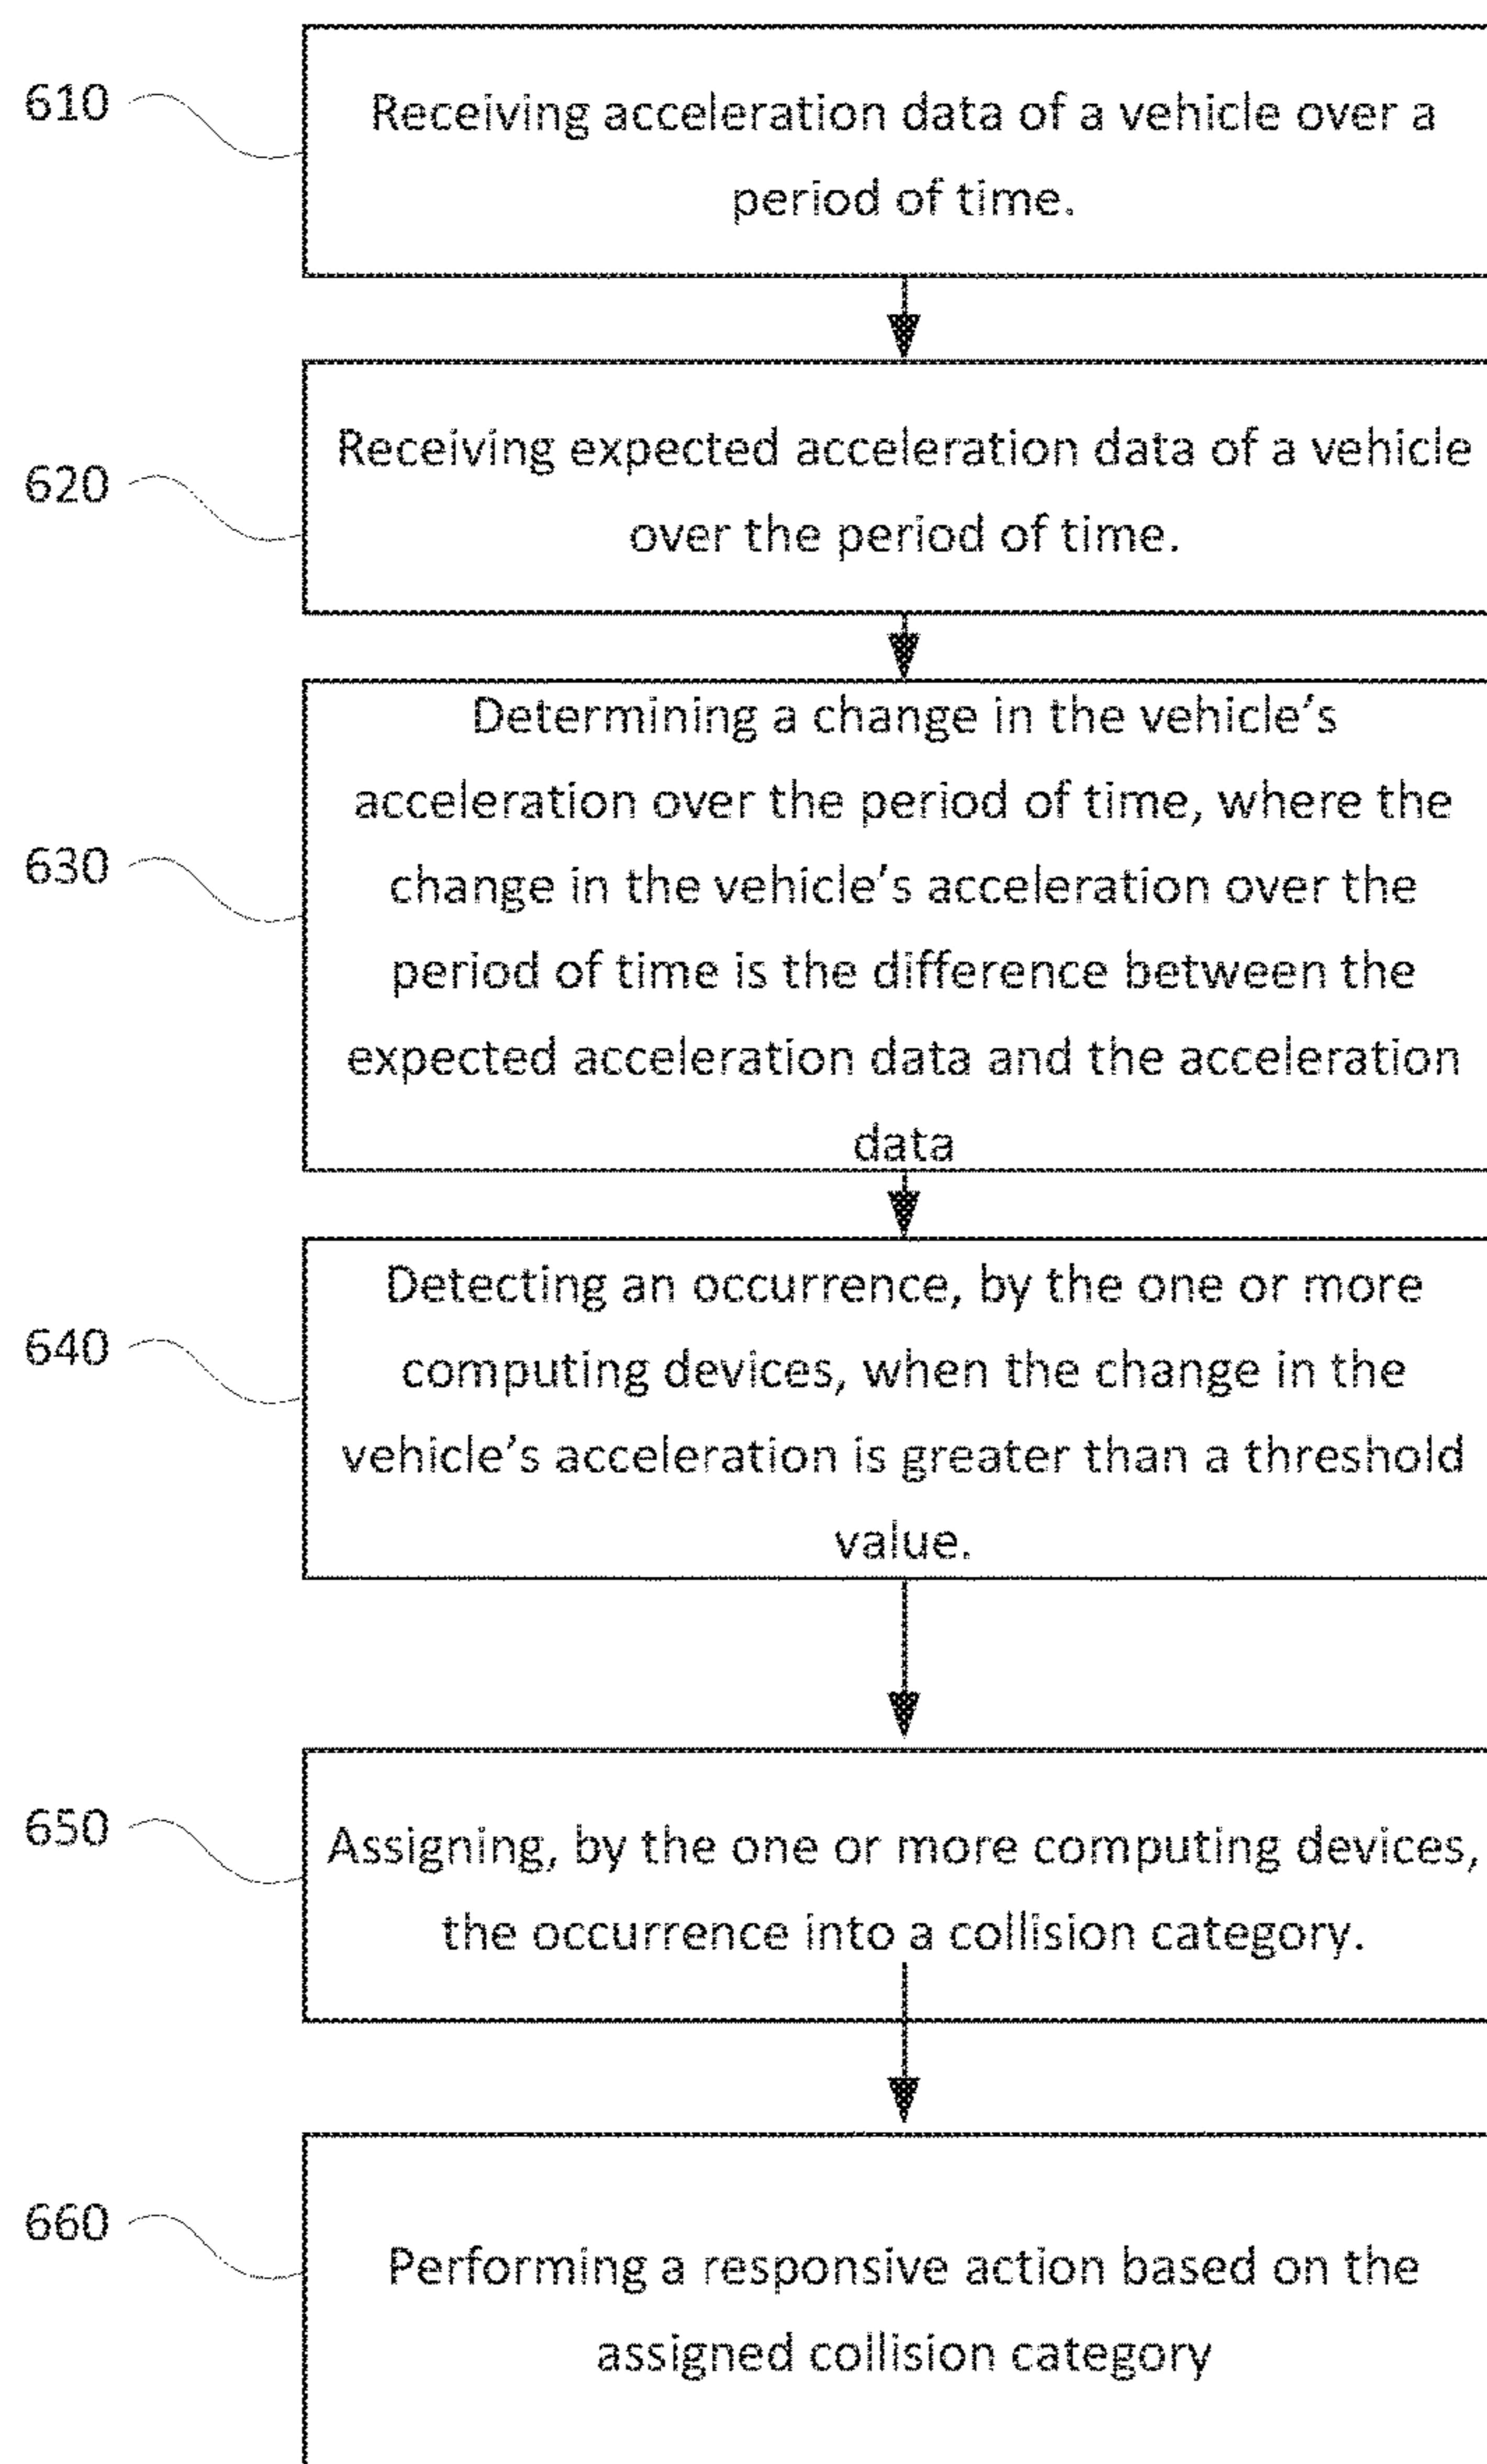 610
Receiving acceleration data of a vehicle over a
period of time.
620
Receiving expected acceleration data of a vehicle
over the period of time.
630
Determining a change in the vehicle’s
acceleration over the period of time, where the
change in the vehicle’s acceleration over the
period of time is the difference between the
expected acceleration data and the acceleration
data
640
Detecting an occurrence, by the one or more
computing devices, when the change in the
vehicle’s acceleration is greater than a threshold
value.
650
Assigning, by the one or more computing devices,
the occurrence into a collision category.
660
Performing a responsive action based on the
assigned collision category